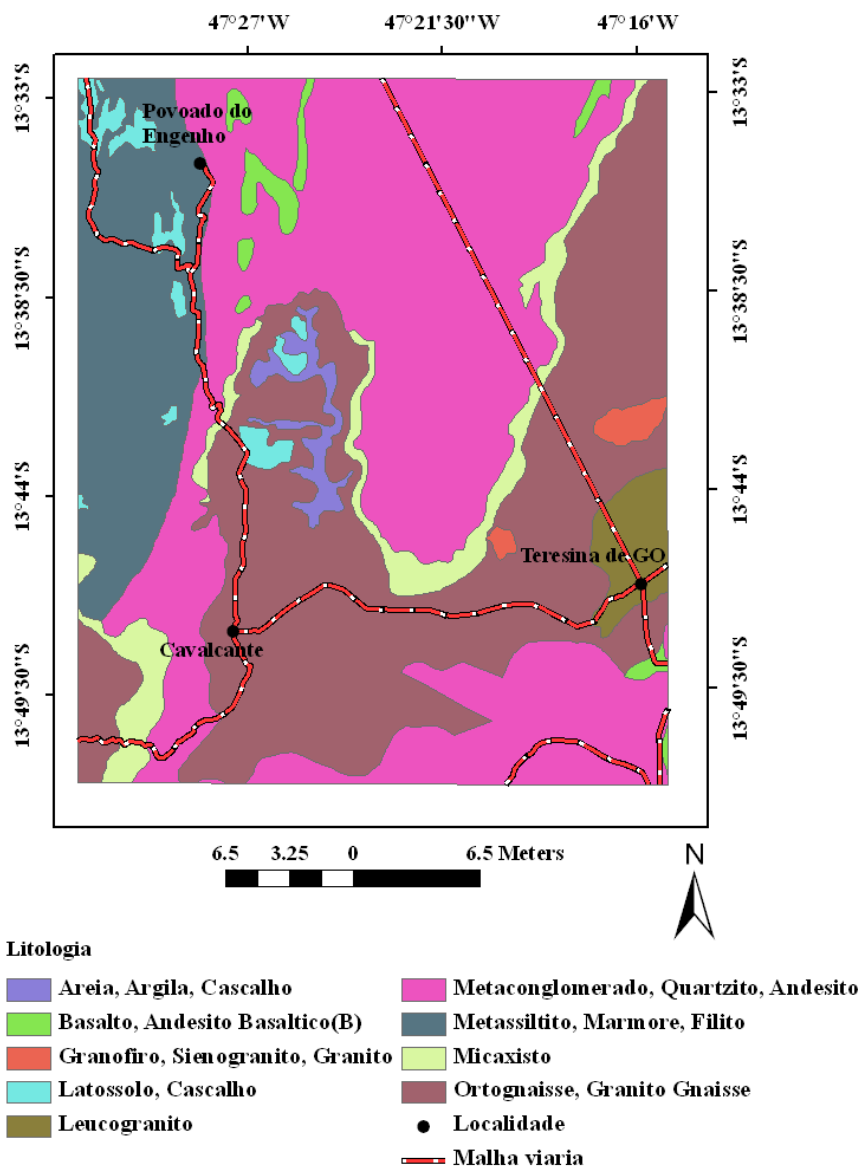 47°27'W 47°21'30"W 47°16'W
13°33'S 13°33'S
Povoado do
Engenho
13°38'30"S 13°38'30"S
13°44'S 13°44'S
Teresina de GO
Cavalcante
13°49'30"S 13°49'30"S
6.5 3.25 0 6.5 Meters
N
Litologia
Areia, Argila, Cascalho
Basalto, Andesito Basaltico(B)
Granofiro, Sienogranito, Granito
Latossolo, Cascalho
Leucogranito
Metaconglomerado, Quartzito, Andesito
Metassiltito, Marmore, Filito
Micaxisto
Ortognaisse, Granito Gnaisse
Localidade
Malha viaria